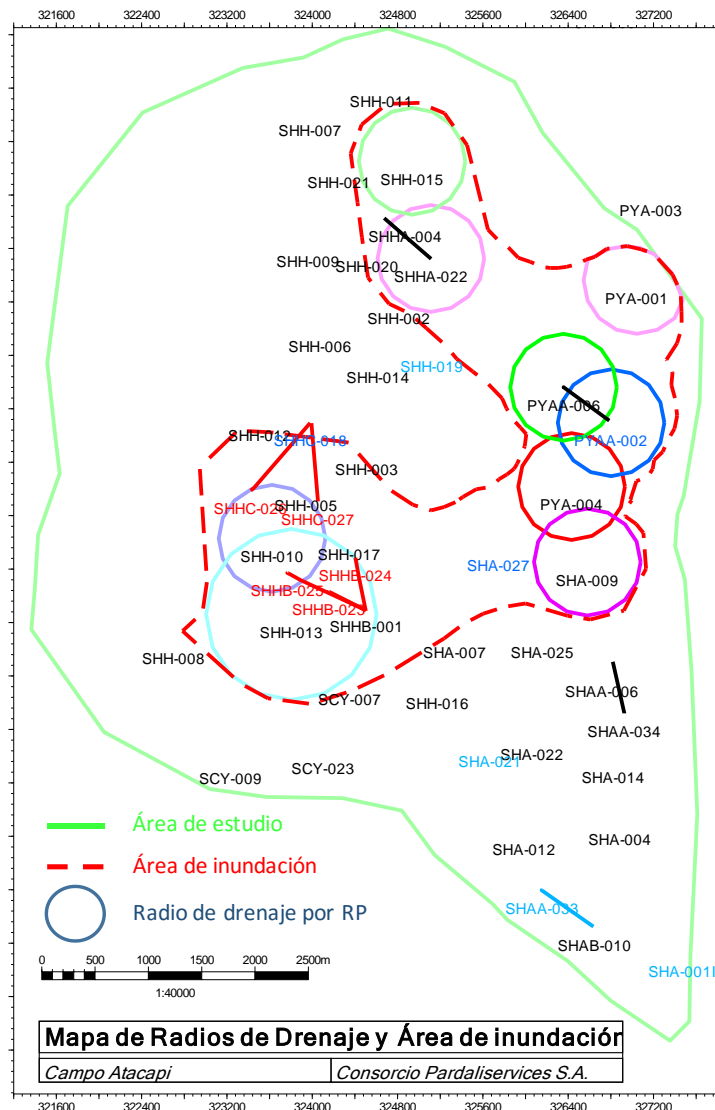 321600 322400 323200 324000 324800 325600 326400 327200
SHH-011
SHH-007
SHH-021
SHH-015
PYA-003
SHHA-004
SHH-009
SHH-020
SHHA-022
PYA-001
SHH-002
SHH-006
SHH-019
SHH-014
PYAA-006
SHH-012
SHHC-018
PYAA-002
SHH-003
SHHC-026
SHH-005
SHHC-027
PYA-004
SHH-010
SHH-017
SHHB-024
SHA-027
SHA-009
SHHB-025
SHHB-023
SHH-013
SHHB-001
SHH-008
SHA-007
SHA-025
SCY-007
SHH-016
SHAA-006
SHAA-034
SHA-022
SHA-021
SCY-009
SCY-023
SHA-014
SHA-012
SHA-004
SHAA-033
SHAB-010
SHA-001I
Área de estudio
Área de inundación
Radio de drenaje por RP
0 500 1000 1500 2000 2500m
1:40000
Mapa de Radios de Drenaje y Área de inundación
Campo Atacapi
Consorcio Pardaliservices S.A.
321600 322400 323200 324000 324800 325600 326400 327200